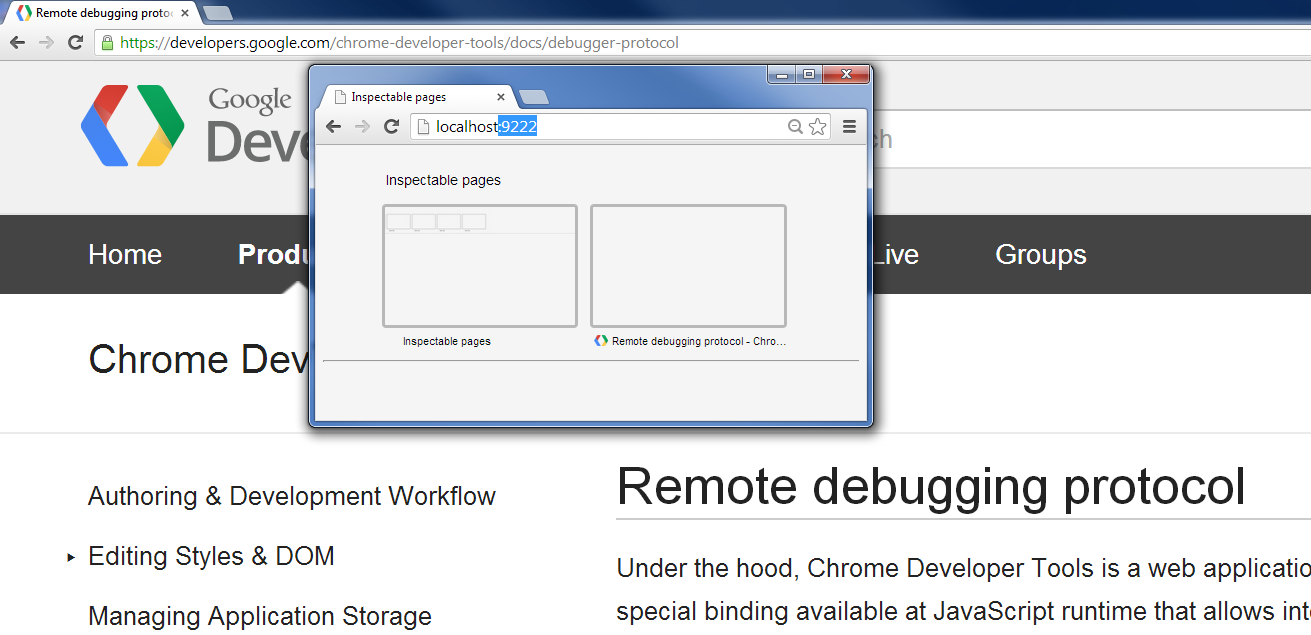 Remote debugging proto
https://developers.google.com/chrome-developer-tools/docs/debugger-protocol
Google
Deve
ch
Home
Produ
Live
Groups
Inspectable pages
localhost:9222
Inspectable pages
Inspectable pages
Remote debugging protocol - Chro...
Chrome Dev
Authoring & Development Workflow
Editing Styles & DOM
Managing Application Storage
Remote debugging protocol
Under the hood, Chrome Developer Tools is a web applicatio
special binding available at JavaScript runtime that allows inte